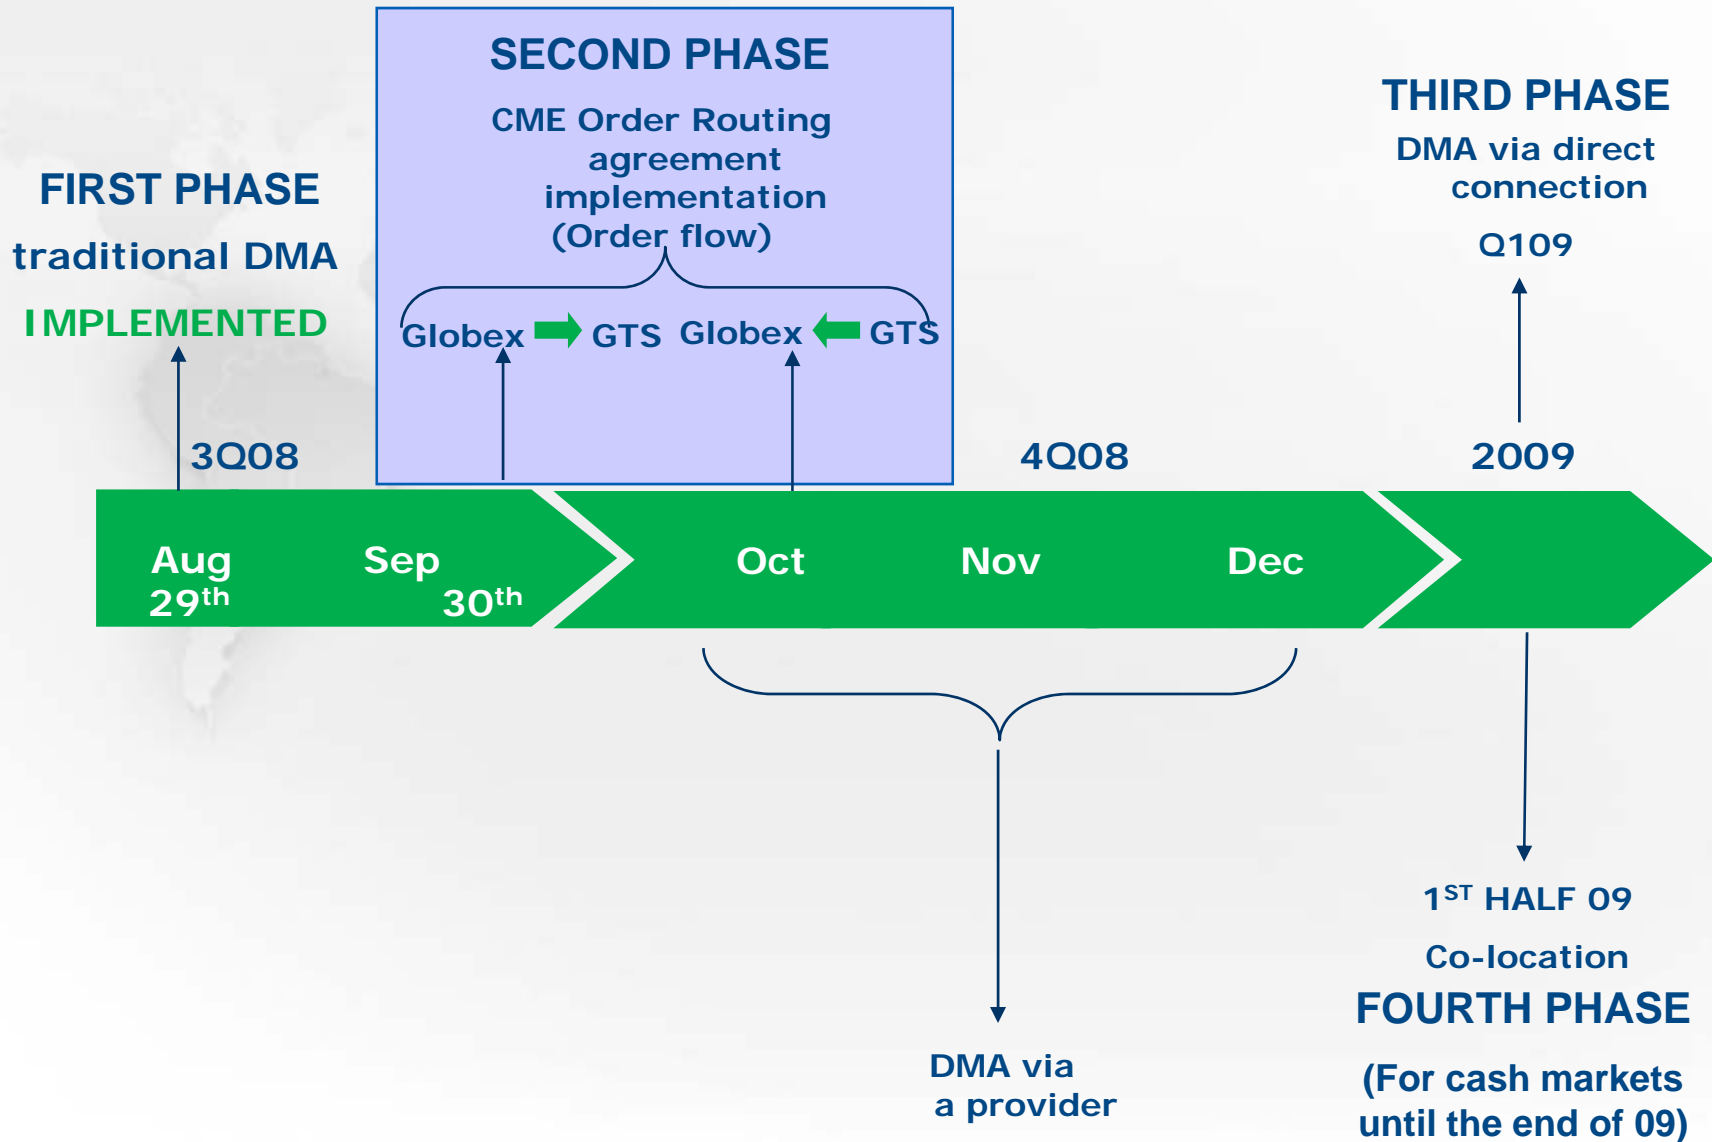 SECOND PHASE
CME Order Routing
agreement
implementation
(Order flow)
Globex GTS Globex GTS
FIRST PHASE
traditional DMA
IMPLEMENTED
THIRD PHASE
DMA via direct
connection
Q109
3Q08
4Q08
2009
Aug
29th
Sep
30th
Oct
Nov
Dec
DMA via
a provider
1ST HALF 09
Co-location
FOURTH PHASE
(For cash markets
until the end of 09)